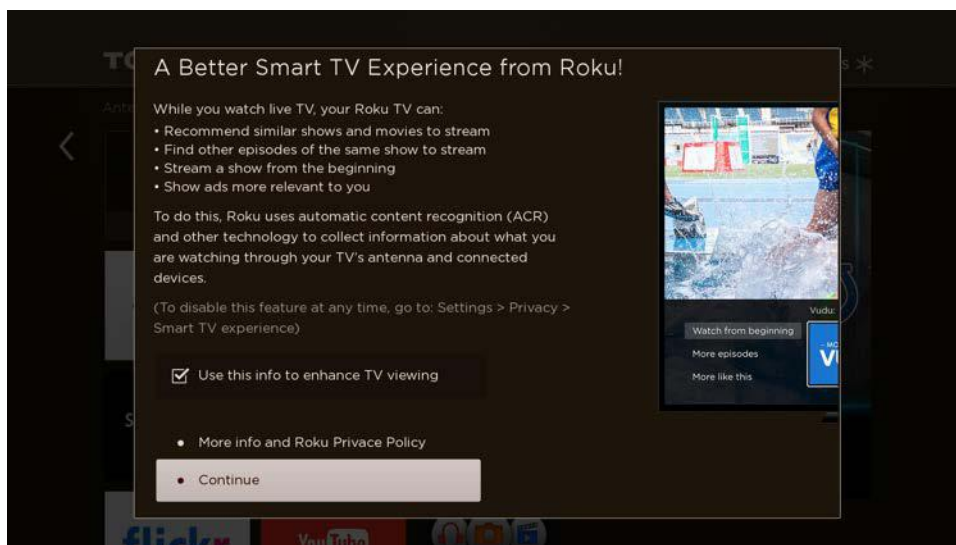 TC
A Better Smart TV Experience from Roku!
s
Ante
While you watch live TV, your Roku TV can:
• Recommend similar shows and movies to stream
• Find other episodes of the same show to stream
• Stream a show from the beginning
• Show ads more relevant to you
To do this, Roku uses automatic content recognition (ACR)
and other technology to collect information about what you
are watching through your TV's antenna and connected
devices.
(To disable this feature at any time, go to: Settings > Privacy >
Smart TV experience)
Use this info to enhance TV viewing
• More info and Roku Privace Policy
• Continue
Vudu:
Watch from beginning
More episodes
More like this
VU
S
flickr
YouTube